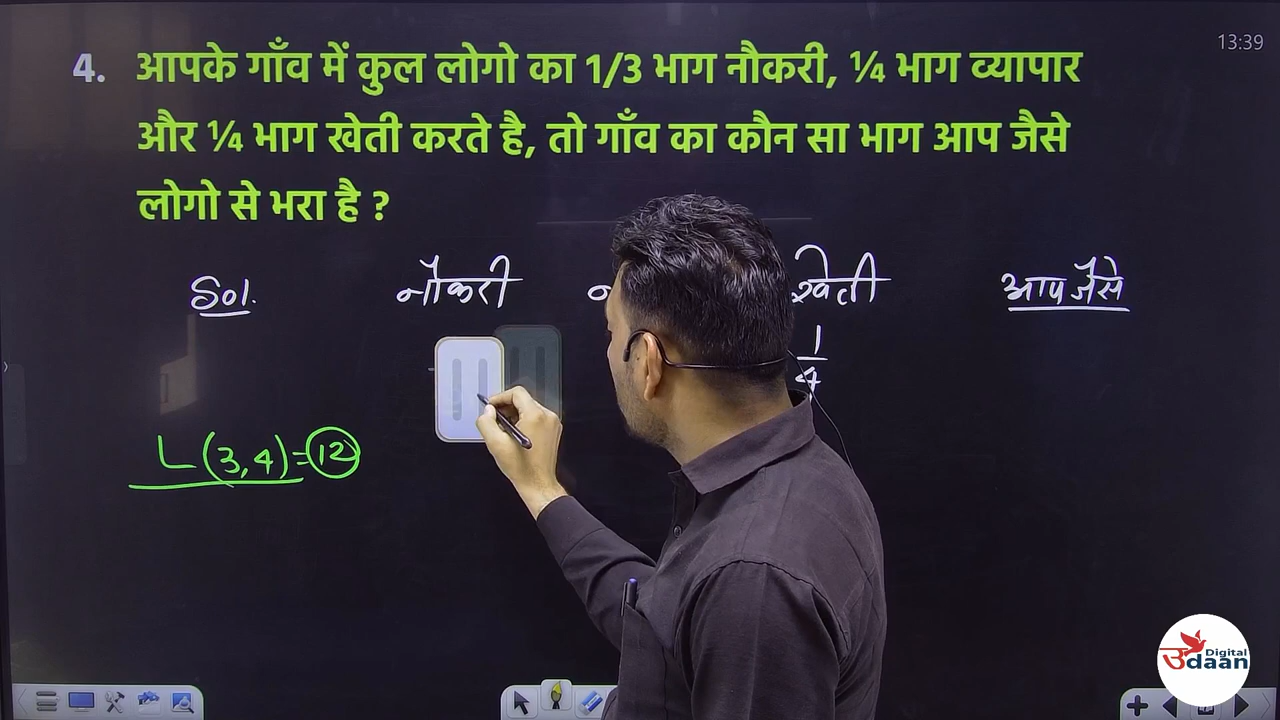 13:39
4. आपके गाँव में कुल लोगो का 1/3 भाग नौकरी, ¼ भाग व्यापार
और ¼ भाग खेती करते है, तो गाँव का कौन सा भाग आप जैसे
लोगो से भरा है ?
Sol. नौकरी खेती आप जैसे
1
4
L(3,4)=12
Digital
उdaan